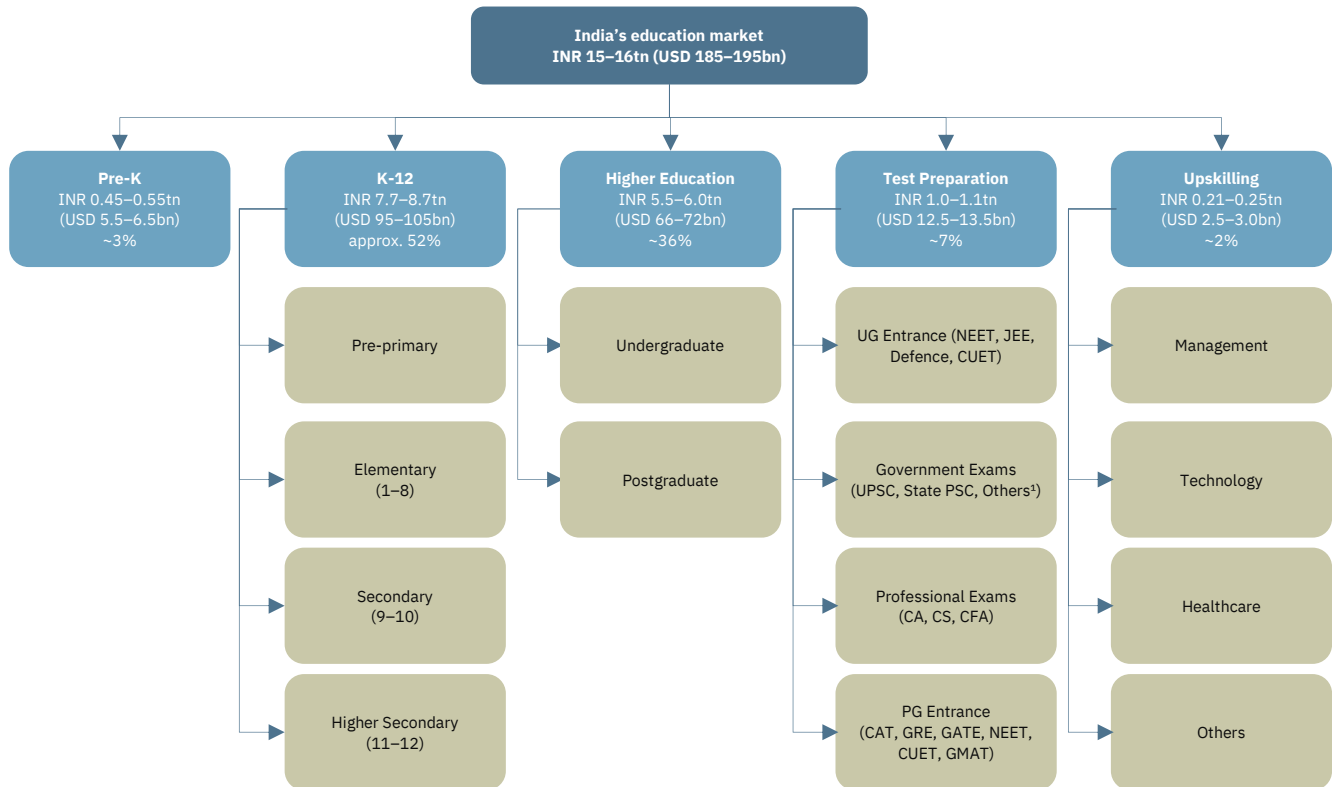 India’s education market
INR 15–16tn (USD 185–195bn)
Pre-K
INR 0.45–0.55tn
(USD 5.5–6.5bn)
~3%
K-12
INR 7.7–8.7tn
(USD 95–105bn)
approx. 52%
Higher Education
INR 5.5–6.0tn
(USD 66–72bn)
~36%
Test Preparation
INR 1.0–1.1tn
(USD 12.5–13.5bn)
~7%
Upskilling
INR 0.21–0.25tn
(USD 2.5–3.0bn)
~2%
Pre-primary
Undergraduate
UG Entrance (NEET, JEE,
Defence, CUET)
Management
Elementary
(1–8)
Postgraduate
Government Exams
(UPSC, State PSC, Others¹)
Technology
Secondary
(9–10)
Professional Exams
(CA, CS, CFA)
Healthcare
Higher Secondary
(11–12)
PG Entrance
(CAT, GRE, GATE, NEET,
CUET, GMAT)
Others